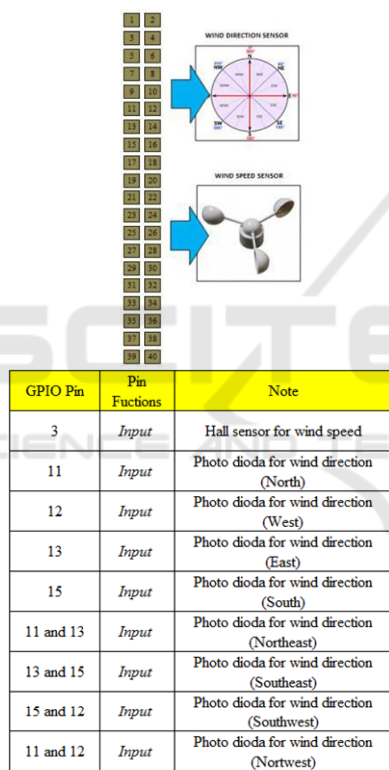 1 2
3 4
5 6
7 8
9 10
11 12
13 14
15 16
17 18
19 20
21 22
23 24
25 26
27 28
29 30
31 32
33 34
35 36
37 38
39 40
WIND DIRECTION SENSOR
N
NW
NE
E
SW
SE
S
WIND SPEED SENSOR
SCITE
SCIENCE AND TE
GPIO Pin
Pin
Fuctions
Note
3 Input Hall sensor for wind speed
11 Input Photo dioda for wind direction
(North)
12 Input Photo dioda for wind direction
(West)
13 Input Photo dioda for wind direction
(East)
15 Input Photo dioda for wind direction
(South)
11 and 13 Input Photo dioda for wind direction
(Northeast)
13 and 15 Input Photo dioda for wind direction
(Southeast)
15 and 12 Input Photo dioda for wind direction
(Southwest)
11 and 12 Input Photo dioda for wind direction
(Nortwest)